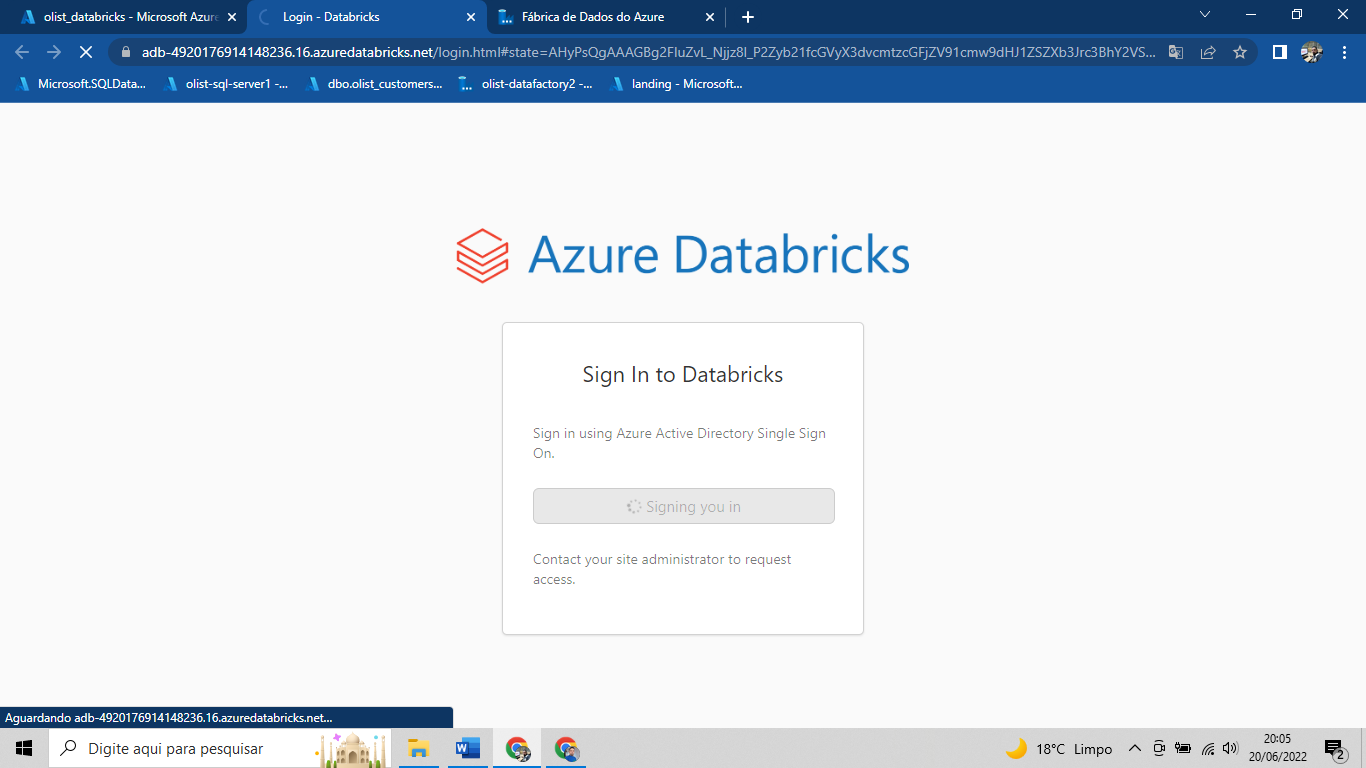 olist_databricks - Microsoft Azure
Login - Databricks
Fábrica de Dados do Azure
adb-4920176914148236.16.azuredatabricks.net/login.html#state=AHyPsQgAAAGBg2FIuZvL_Njjz8I_P2Zyb21fcGVyX3dvcmtzcGFjZV91cmw9dHJ1ZSZXb3Jrc3BhY2VS...
Microsoft.SQLData...
olist-sql-server1 -...
dbo.olist_customers...
olist-datafactory2 -...
landing - Microsoft...
Azure Databricks
Sign In to Databricks
Sign in using Azure Active Directory Single Sign
On.
Signing you in
Contact your site administrator to request
access.
Aguardando adb-4920176914148236.16.azuredatabricks.net...
Digite aqui para pesquisar
18°C Limpo
20:05
20/06/2022
2